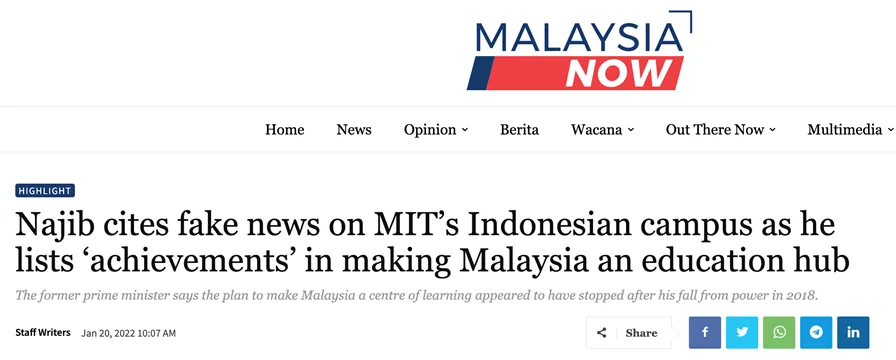 MALAYSIA
NOW
Home News Opinion Berita Wacana Out There Now Multimedia
HIGHLIGHT
Najib cites fake news on MIT’s Indonesian campus as he
lists ‘achievements’ in making Malaysia an education hub
The former prime minister says the plan to make Malaysia a centre of learning appeared to have stopped after his fall from power in 2018.
Staff Writers Jan 20, 2022 10:07 AM Share